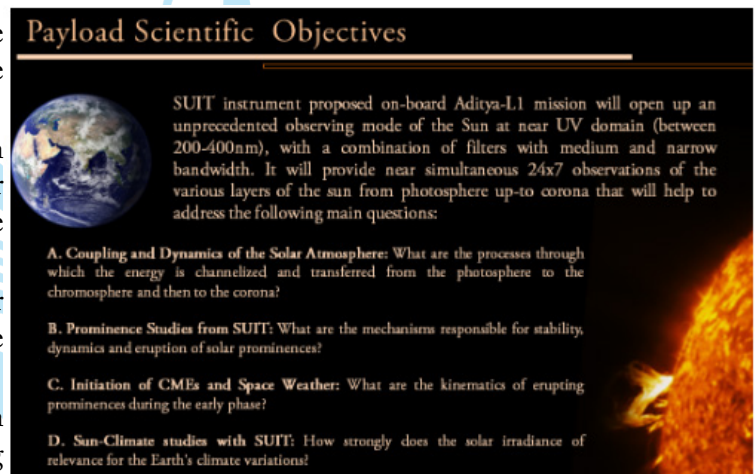 Payload Scientific Objectives
SUIT instrument proposed on-board Aditya-L1 mission will open up an
unprecedented observing mode of the Sun at near UV domain (between
200-400nm), with a combination of filters with medium and narrow
bandwidth. It will provide near simultaneous 24x7 observations of the
various layers of the sun from photosphere up-to corona that will help to
address the following main questions:
A. Coupling and Dynamics of the Solar Atmosphere: What are the processes through
which the energy is channelized and transferred from the photosphere to the
chromosphere and then to the corona?
B. Prominence Studies from SUIT: What are the mechanisms responsible for stability,
dynamics and eruption of solar prominences?
C. Initiation of CMEs and Space Weather: What are the kinematics of erupting
prominences during the early phase?
D. Sun-Climate studies with SUIT: How strongly does the solar irradiance of
relevance for the Earth's climate variations?